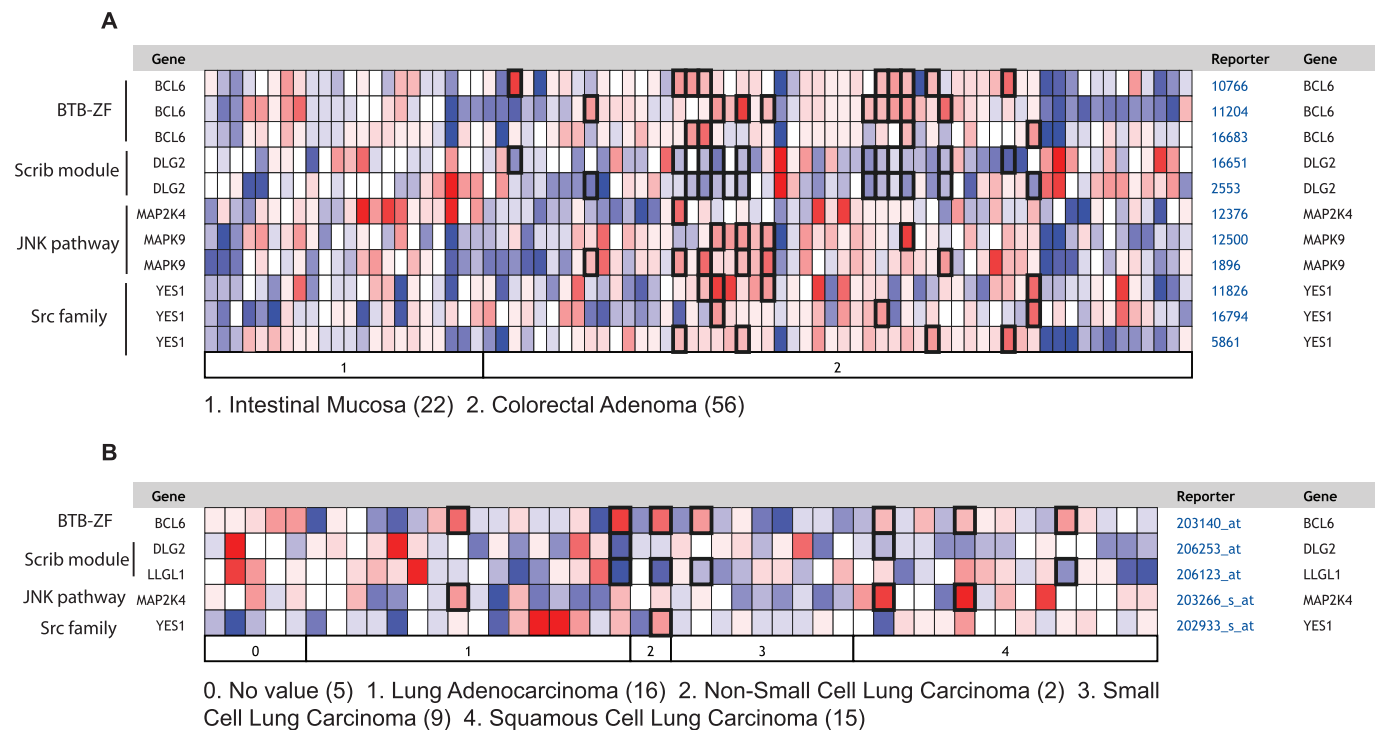 A
Gene Reporter Gene
BTB-ZF
BCL6 10766 BCL6
BCL6 11204 BCL6
BCL6 16683 BCL6
Scrib module
DLG2 16651 DLG2
DLG2 2553 DLG2
JNK pathway
MAP2K4 12376 MAP2K4
MAPK9 12500 MAPK9
MAPK9 1896 MAPK9
Src family
YES1 11826 YES1
YES1 16794 YES1
YES1 5861 YES1
1 2
1. Intestinal Mucosa (22) 2. Colorectal Adenoma (56)
B
Gene Reporter Gene
BTB-ZF BCL6 203140_at BCL6
Scrib module
DLG2 206253_at DLG2
LLGL1 206123_at LLGL1
JNK pathway MAP2K4 203266_s_at MAP2K4
Src family YES1 202933_s_at YES1
0 1 2 3 4
0. No value (5) 1. Lung Adenocarcinoma (16) 2. Non-Small Cell Lung Carcinoma (2) 3. Small
Cell Lung Carcinoma (9) 4. Squamous Cell Lung Carcinoma (15)